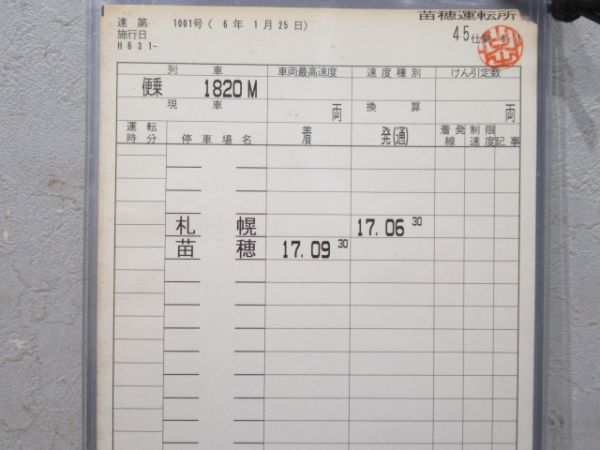 苗穂運転所
達第 1001号(6年1月25日)
施行日
H631-
45仕業
列車 車両最高速度 速度種別 けん引定数
便乗 1820M
現車 両 換算 両
運転時分 停車場名 着 発(通) 着発線 制限速度 記事
札幌 17.06 30
苗穂 17.09 30